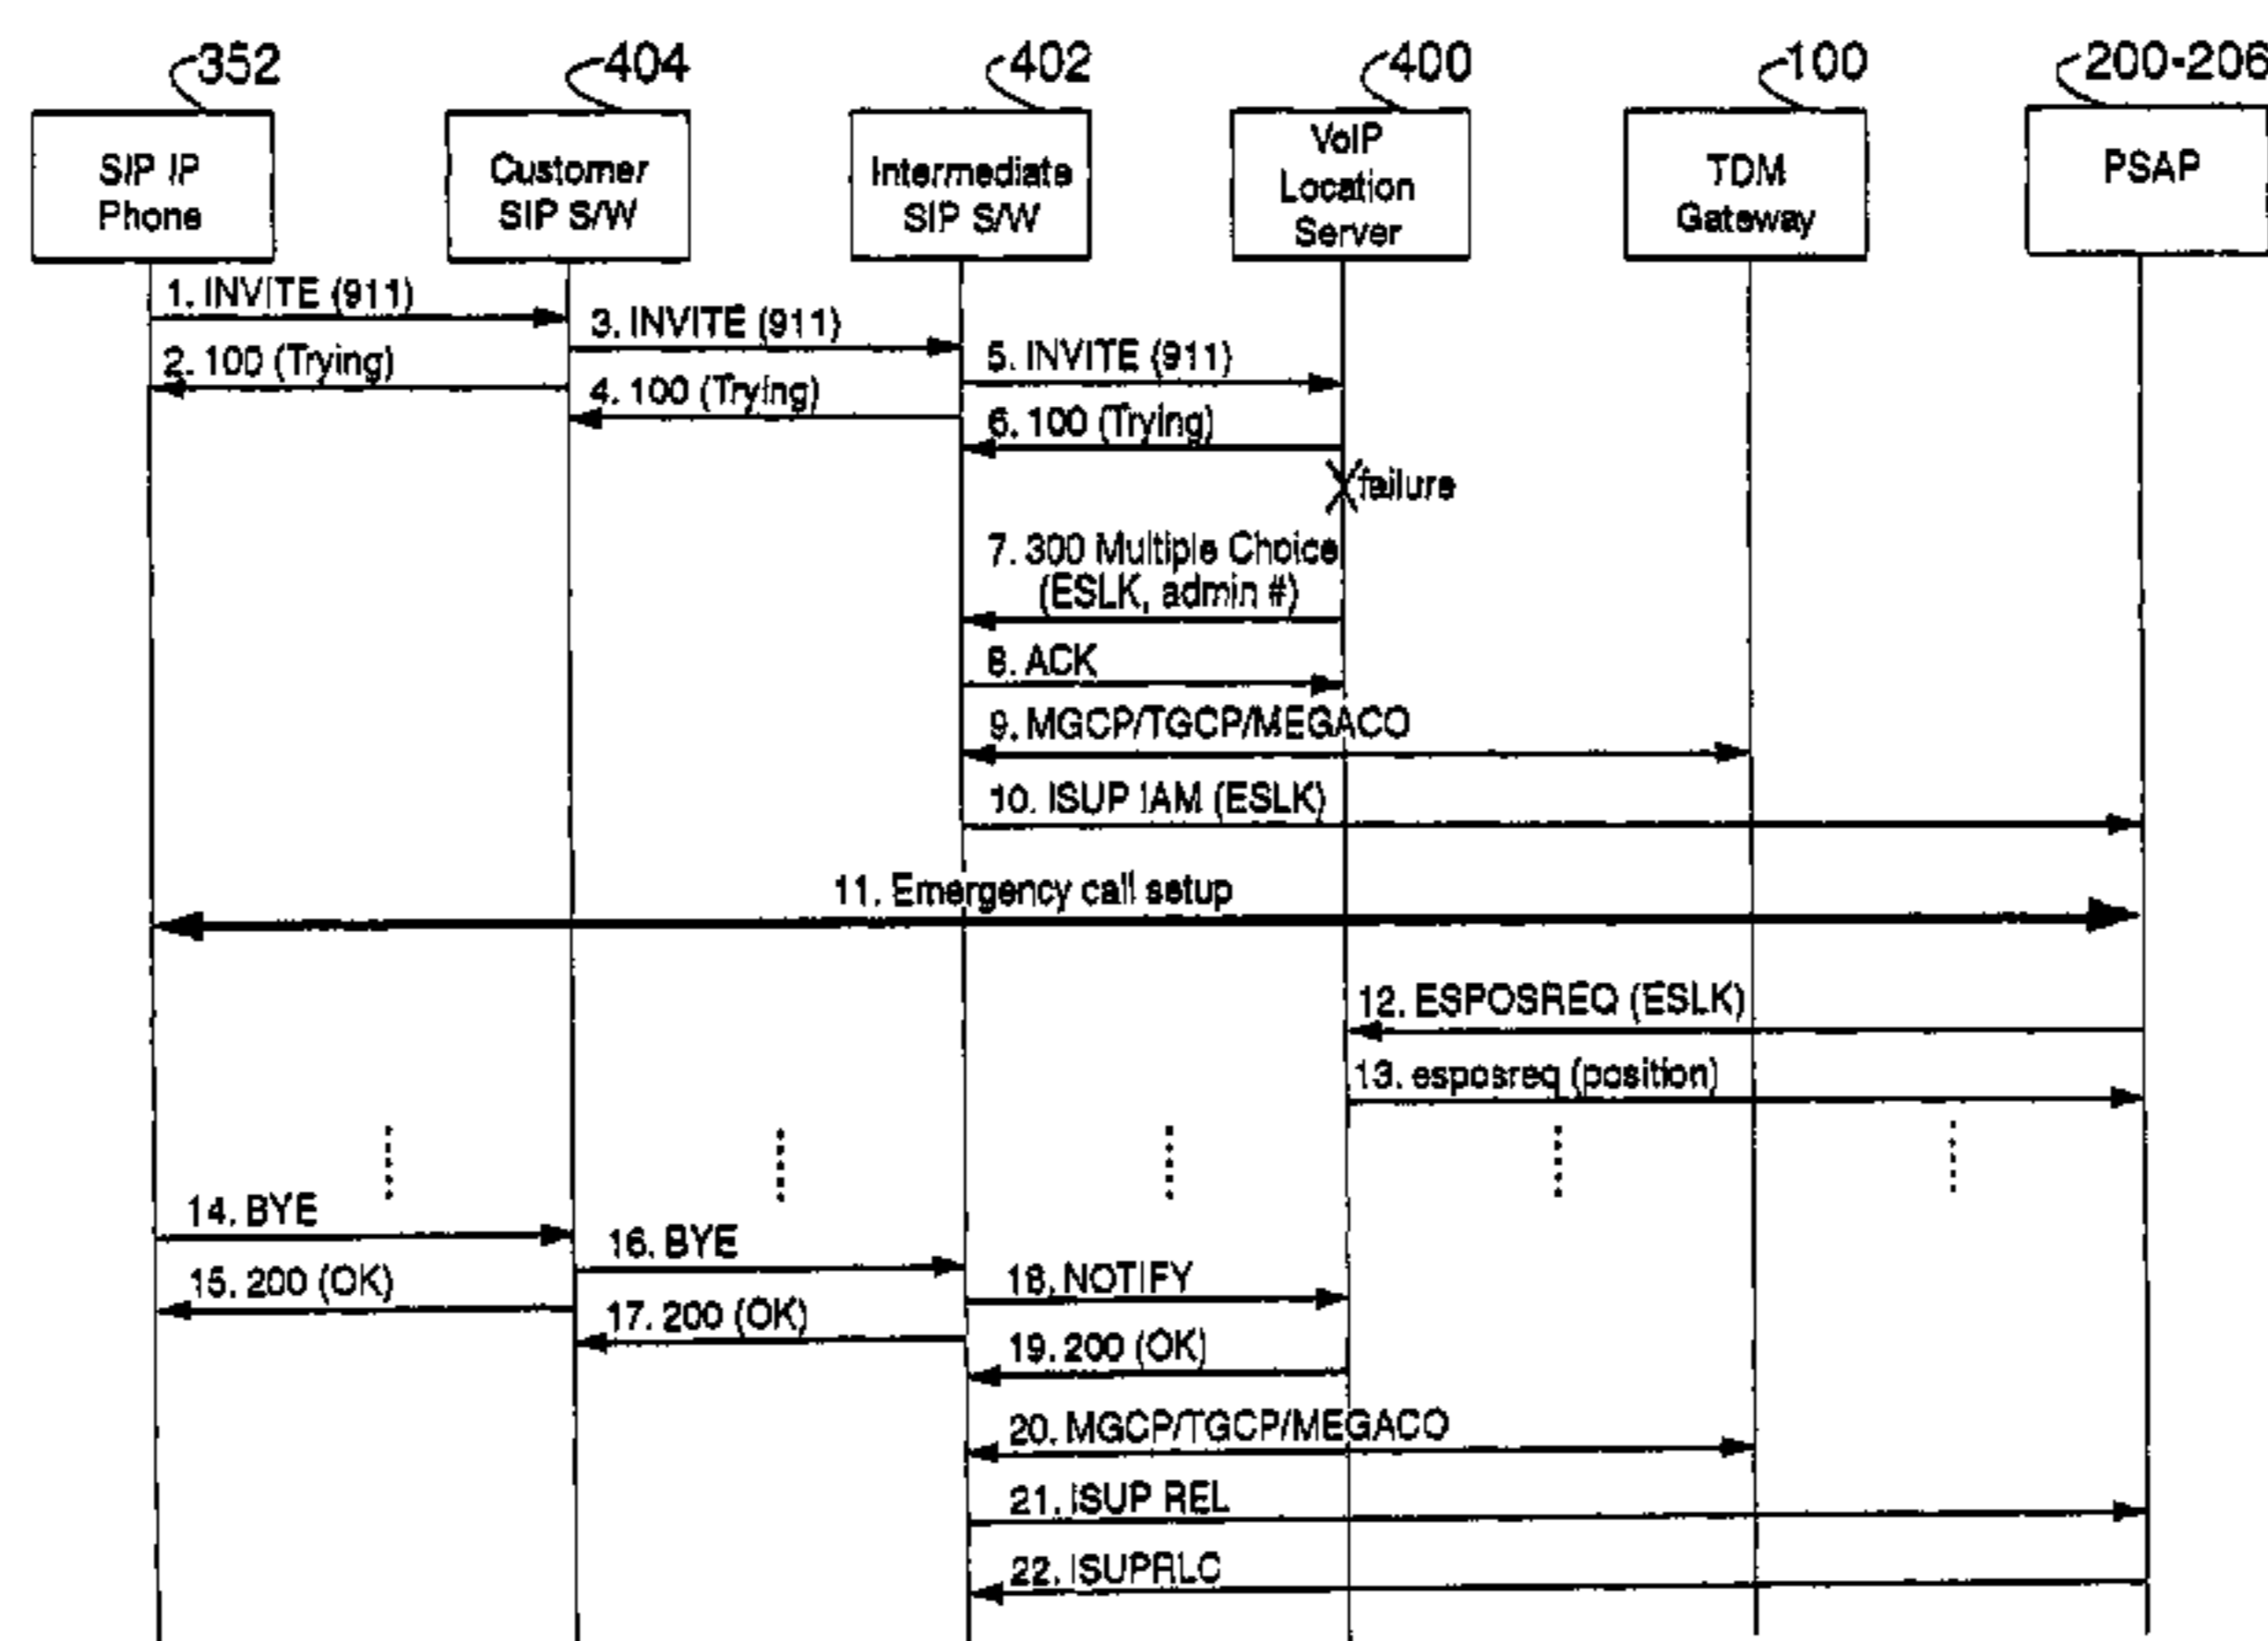 352
404
402
400
100
200-206
SIP IP
Phone
Customer
SIP S/W
Intermediate
SIP S/W
VoIP
Location
Server
TDM
Gateway
PSAP
1. INVITE (911)
2. 100 (Trying)
3. INVITE (911)
4. 100 (Trying)
5. INVITE (911)
6. 100 (Trying)
failure
7. 300 Multiple Choice
(ESLK, admin #)
8. ACK
9. MGCP/TGCP/MEGACO
10. ISUP IAM (ESLK)
11. Emergency call setup
12. ESPOSREQ (ESLK)
13. esposreq (position)
14. BYE
15. 200 (OK)
16. BYE
17. 200 (OK)
18. NOTIFY
19. 200 (OK)
20. MGCP/TGCP/MEGACO
21. ISUP REL
22. ISUPRLC